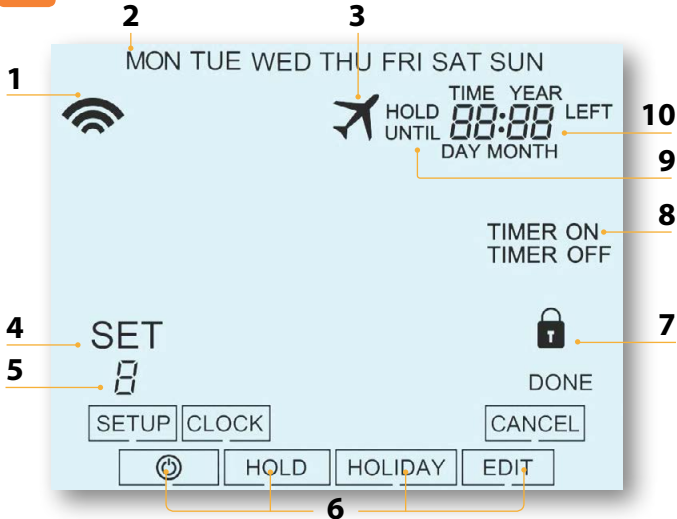 2 3
MON TUE WED THU FRI SAT SUN
1
TIME YEAR
HOLD 88:88 LEFT 10
UNTIL
DAY MONTH 9
8
TIMER ON
TIMER OFF
4 SET 7
5 8
DONE
SETUP CLOCK CANCEL
HOLD HOLIDAY EDIT
6